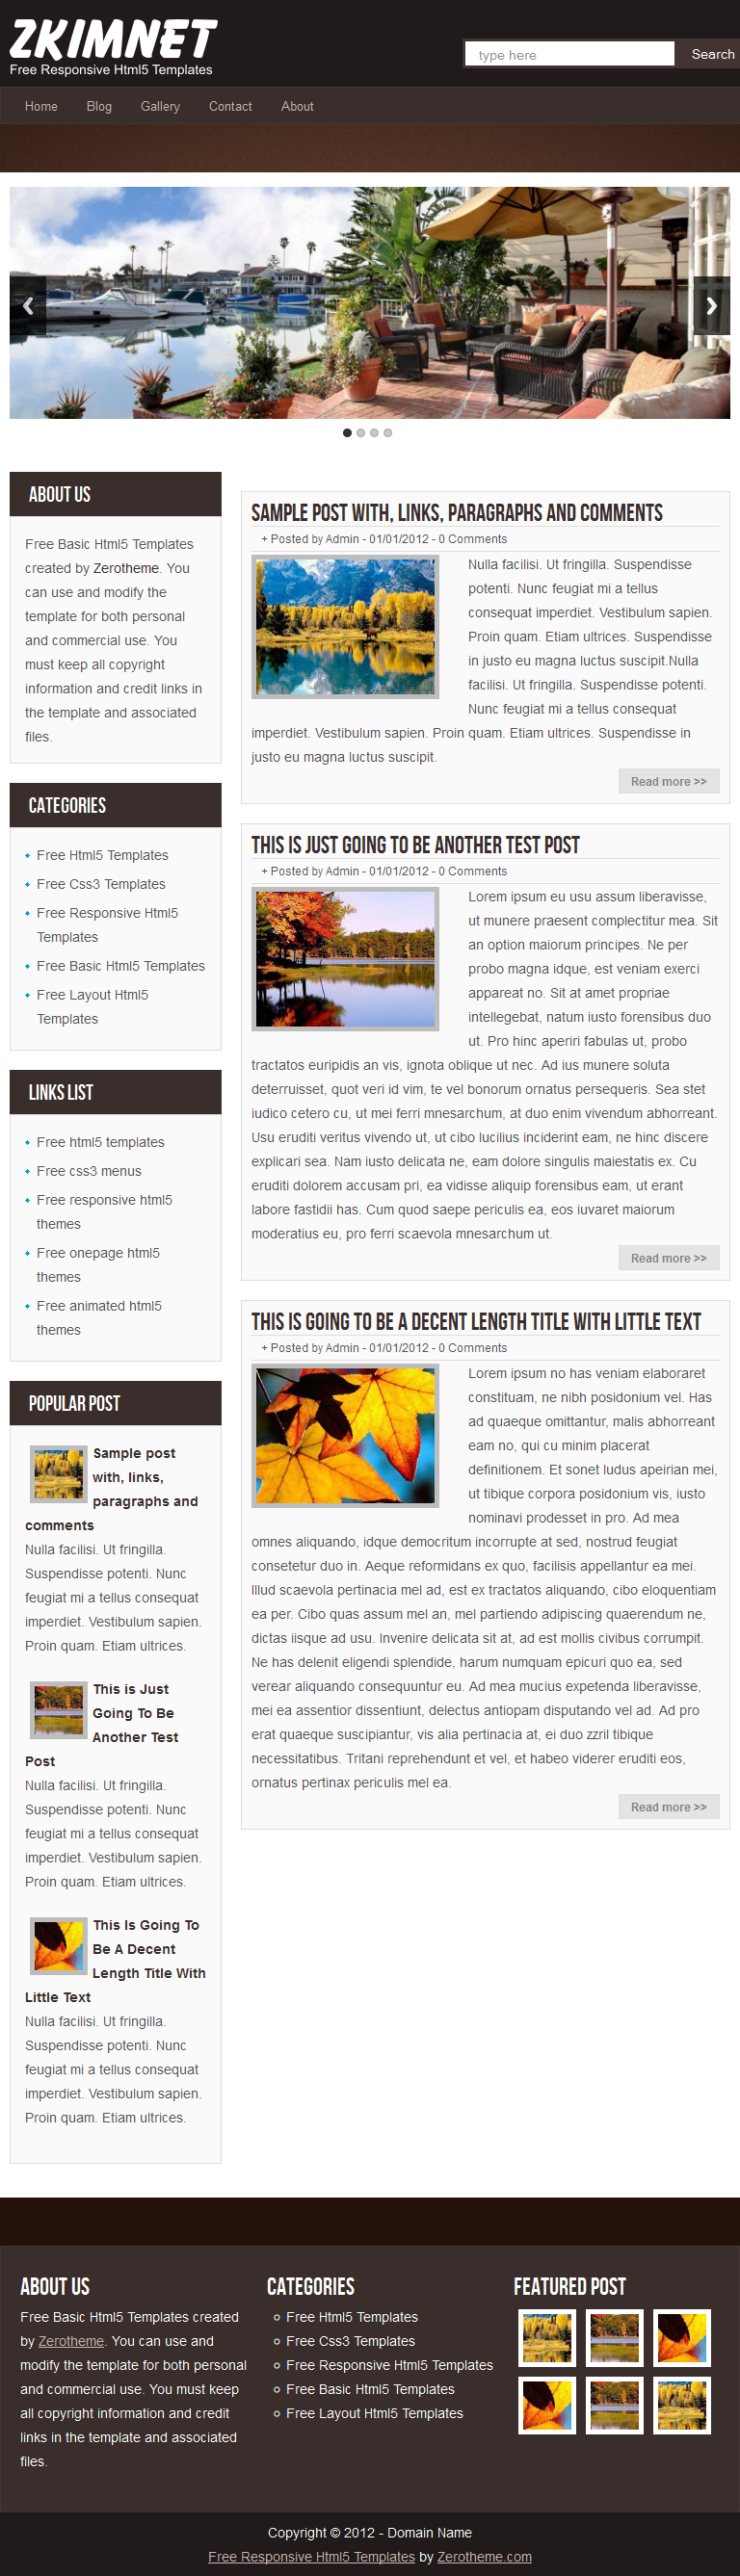 ZKIMNET
Free Responsive Html5 Templates
type here
Search
Home Blog Gallery Contact About
ABOUT US
Free Basic Html5 Templates
created by Zerotheme. You
can use and modify the
template for both personal
and commercial use. You
must keep all copyright
information and credit links in
the template and associated
files.
CATEGORIES
Free Html5 Templates
Free Css3 Templates
Free Responsive Html5
Templates
Free Basic Html5 Templates
Free Layout Html5
Templates
LINKS LIST
Free html5 templates
Free css3 menus
Free responsive html5
themes
Free onepage html5
themes
Free animated html5
themes
POPULAR POST
Sample post
with, links,
paragraphs and
comments
Nulla facilisi. Ut fringilla.
Suspendisse potenti. Nunc
feugiat mi a tellus consequat
imperdiet. Vestibulum sapien.
Proin quam. Etiam ultrices.
This is Just
Going To Be
Another Test
Post
Nulla facilisi. Ut fringilla.
Suspendisse potenti. Nunc
feugiat mi a tellus consequat
imperdiet. Vestibulum sapien.
Proin quam. Etiam ultrices.
This Is Going To
Be A Decent
Length Title With
Little Text
Nulla facilisi. Ut fringilla.
Suspendisse potenti. Nunc
feugiat mi a tellus consequat
imperdiet. Vestibulum sapien.
Proin quam. Etiam ultrices.
SAMPLE POST WITH, LINKS, PARAGRAPHS AND COMMENTS
+ Posted by Admin - 01/01/2012 - 0 Comments
Nulla facilisi. Ut fringilla. Suspendisse
potenti. Nunc feugiat mi a tellus
consequat imperdiet. Vestibulum sapien.
Proin quam. Etiam ultrices. Suspendisse
in justo eu magna luctus suscipit.Nulla
facilisi. Ut fringilla. Suspendisse potenti.
Nunc feugiat mi a tellus consequat
imperdiet. Vestibulum sapien. Proin quam. Etiam ultrices. Suspendisse in
justo eu magna luctus suscipit.
Read more >>
THIS IS JUST GOING TO BE ANOTHER TEST POST
+ Posted by Admin - 01/01/2012 - 0 Comments
Lorem ipsum eu usu assum liberavisse,
ut munere praesent complectitur mea. Sit
an option maiorum principes. Ne per
probo magna idque, est veniam exerci
appareat no. Sit at amet propriae
intellegebat, natum iusto forensibus duo
ut. Pro hinc aperiri fabulas ut, probo
tractatos euripidis an vis, ignota oblique ut nec. Ad ius munere soluta
deterruisset, quot veri id vim, te vel bonorum ornatus persequeris. Sea stet
iudico cetero cu, ut mei ferri mnesarchum, at duo enim vivendum abhorreant.
Usu eruditi veritus vivendo ut, ut cibo lucilius inciderint eam, ne hinc discere
explicari sea. Nam iusto delicata ne, eam dolore singulis maiestatis ex. Cu
eruditi dolorem accusam pri, ea vidisse aliquip forensibus eam, ut erant
labore fastidii has. Cum quod saepe periculis ea, eos iuvaret maiorum
moderatius eu, pro ferri scaevola mnesarchum ut.
Read more >>
THIS IS GOING TO BE A DECENT LENGTH TITLE WITH LITTLE TEXT
+ Posted by Admin - 01/01/2012 - 0 Comments
Lorem ipsum no has veniam elaboraret
constituam, ne nibh posidonium vel. Has
ad quaeque omittantur, malis abhorreant
eam no, qui cu minim placerat
definitionem. Et sonet ludus apeirian mei,
ut tibique corpora posidonium vis, iusto
nominavi prodesset in pro. Ad mea
omnes aliquando, idque democritum incorrupte at sed, nostrud feugiat
consetetur duo in. Aeque reformidans ex quo, facilisis appellantur ea mei.
Illud scaevola pertinacia mel ad, est ex tractatos aliquando, cibo eloquentiam
ea per. Cibo quas assum mel an, mel partiendo adipiscing quaerendum ne,
dictas iisque ad usu. Invenire delicata sit at, ad est mollis civibus corrumpit.
Ne has delenit eligendi splendide, harum numquam epicuri quo ea, sed
verear aliquando consequuntur eu. Ad mea mucius expetenda liberavisse,
mei ea assentior dissentiunt, delectus antiopam disputando vel ad. Ad pro
erat quaeque suscipiantur, vis alia pertinacia at, ei duo zzril tibique
necessitatibus. Tritani reprehendunt et vel, et habeo viderer eruditi eos,
ornatus pertinax periculis mel ea.
Read more >>
ABOUT US
Free Basic Html5 Templates created
by Zerotheme. You can use and
modify the template for both personal
and commercial use. You must keep
all copyright information and credit
links in the template and associated
files.
CATEGORIES
Free Html5 Templates
Free Css3 Templates
Free Responsive Html5 Templates
Free Basic Html5 Templates
Free Layout Html5 Templates
FEATURED POST
Copyright © 2012 - Domain Name
Free Responsive Html5 Templates by Zerotheme.com